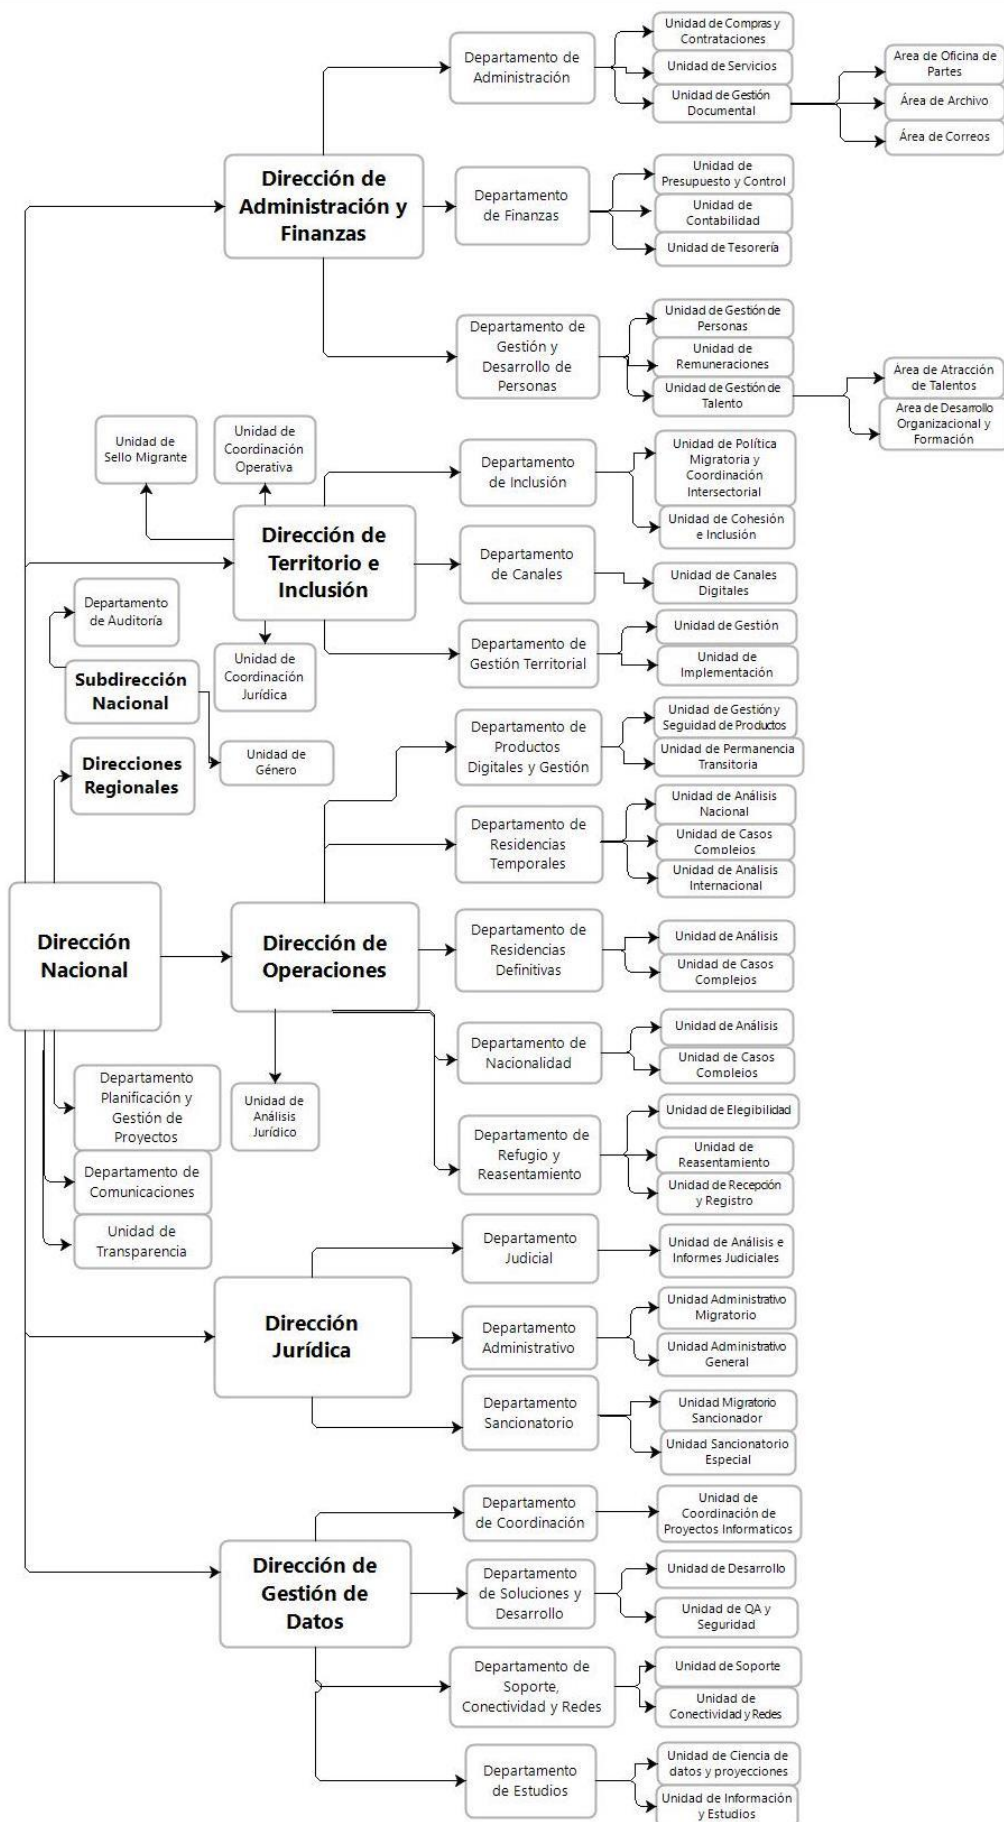 Unidad de Compras y
Contrataciones
Departamento de
Administración
Unidad de Servicios
Unidad de Gestión
Documental
Area de Oficina de
Partes
Área de Archivo
Área de Correos
Dirección de
Administración y
Finanzas
Departamento
de Finanzas
Unidad de
Presupuesto y Control
Unidad de
Contabilidad
Unidad de Tesorería
Departamento de
Gestión y
Desarrollo de
Personas
Unidad de Gestión de
Personas
Unidad de
Remuneraciones
Unidad de Gestión de
Talento
Área de Atracción
de Talentos
Area de Desarrollo
Organizacional y
Formación
Unidad de
Sello Migrante
Unidad de
Coordinación
Operativa
Departamento
de Inclusión
Unidad de Política
Migratoria y
Coordinación
Intersectorial
Unidad de Cohesión
e Inclusión
Dirección de
Territorio e
Inclusión
Departamento
de Canales
Unidad de Canales
Digitales
Departamento
de Auditoría
Unidad de
Coordinación
Jurídica
Departamento de
Gestión Territorial
Unidad de Gestión
Unidad de
Implementación
Subdirección
Nacional
Unidad de
Género
Direcciones
Regionales
Departamento de
Productos
Digitales y Gestión
Unidad de Gestión y
Seguidad de Productos
Unidad de Permanencia
Transitoria
Departamento de
Residencias
Temporales
Unidad de Análisis
Nacional
Unidad de Casos
Complejos
Unidad de Análisis
Internacional
Dirección
Nacional
Dirección de
Operaciones
Departamento de
Residencias
Definitivas
Unidad de Análisis
Unidad de Casos
Complejos
Departamento de
Nacionalidad
Unidad de Análisis
Unidad de Casos
Complejos
Departamento
Planificación y
Gestión de
Proyectos
Unidad de
Análisis
Jurídico
Departamento de
Refugio y
Reasentamiento
Unidad de Elegibilidad
Unidad de
Reasentamiento
Unidad de Recepción
y Registro
Departamento de
Comunicaciones
Unidad de
Transparencia
Departamento
Judicial
Unidad de Análisis e
Informes Judiciales
Dirección
Jurídica
Departamento
Administrativo
Unidad Administrativo
Migratorio
Unidad Administrativo
General
Departamento
Sancionatorio
Unidad Migratorio
Sancionador
Unidad Sancionatorio
Especial
Departamento
de Coordinación
Unidad de
Coordinación de
Proyectos Informaticos
Dirección de
Gestión de
Datos
Departamento
de Soluciones y
Desarrollo
Unidad de Desarrollo
Unidad de QA y
Seguridad
Departamento de
Soporte,
Conectividad y Redes
Unidad de Soporte
Unidad de
Conectividad y Redes
Departamento
de Estudios
Unidad de Ciencia de
datos y proyecciones
Unidad de Información
y Estudios